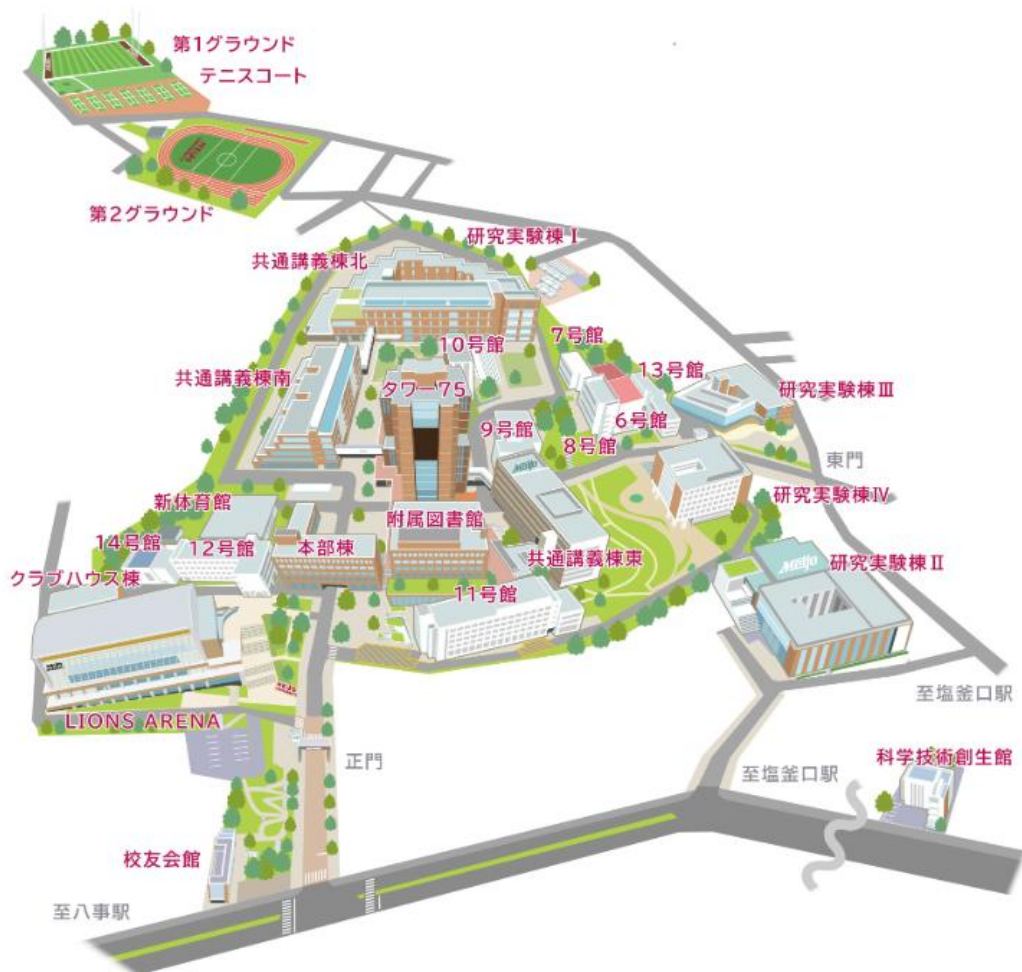 第1グラウンド
テニスコート
第2グラウンド
研究実験棟Ⅰ
共通講義棟北
10号館
7号館
13号館
共通講義棟南
タワー75
研究実験棟Ⅲ
6号館
9号館
8号館
東門
Meijo
研究実験棟Ⅳ
新体育館
附属図書館
14号館
12号館
本部棟
共通講義棟東
研究実験棟Ⅱ
Meijo
クラブハウス棟
11号館
至塩釜口駅
LIONS ARENA
正門
至塩釜口駅
科学技術創生館
校友会館
至八事駅